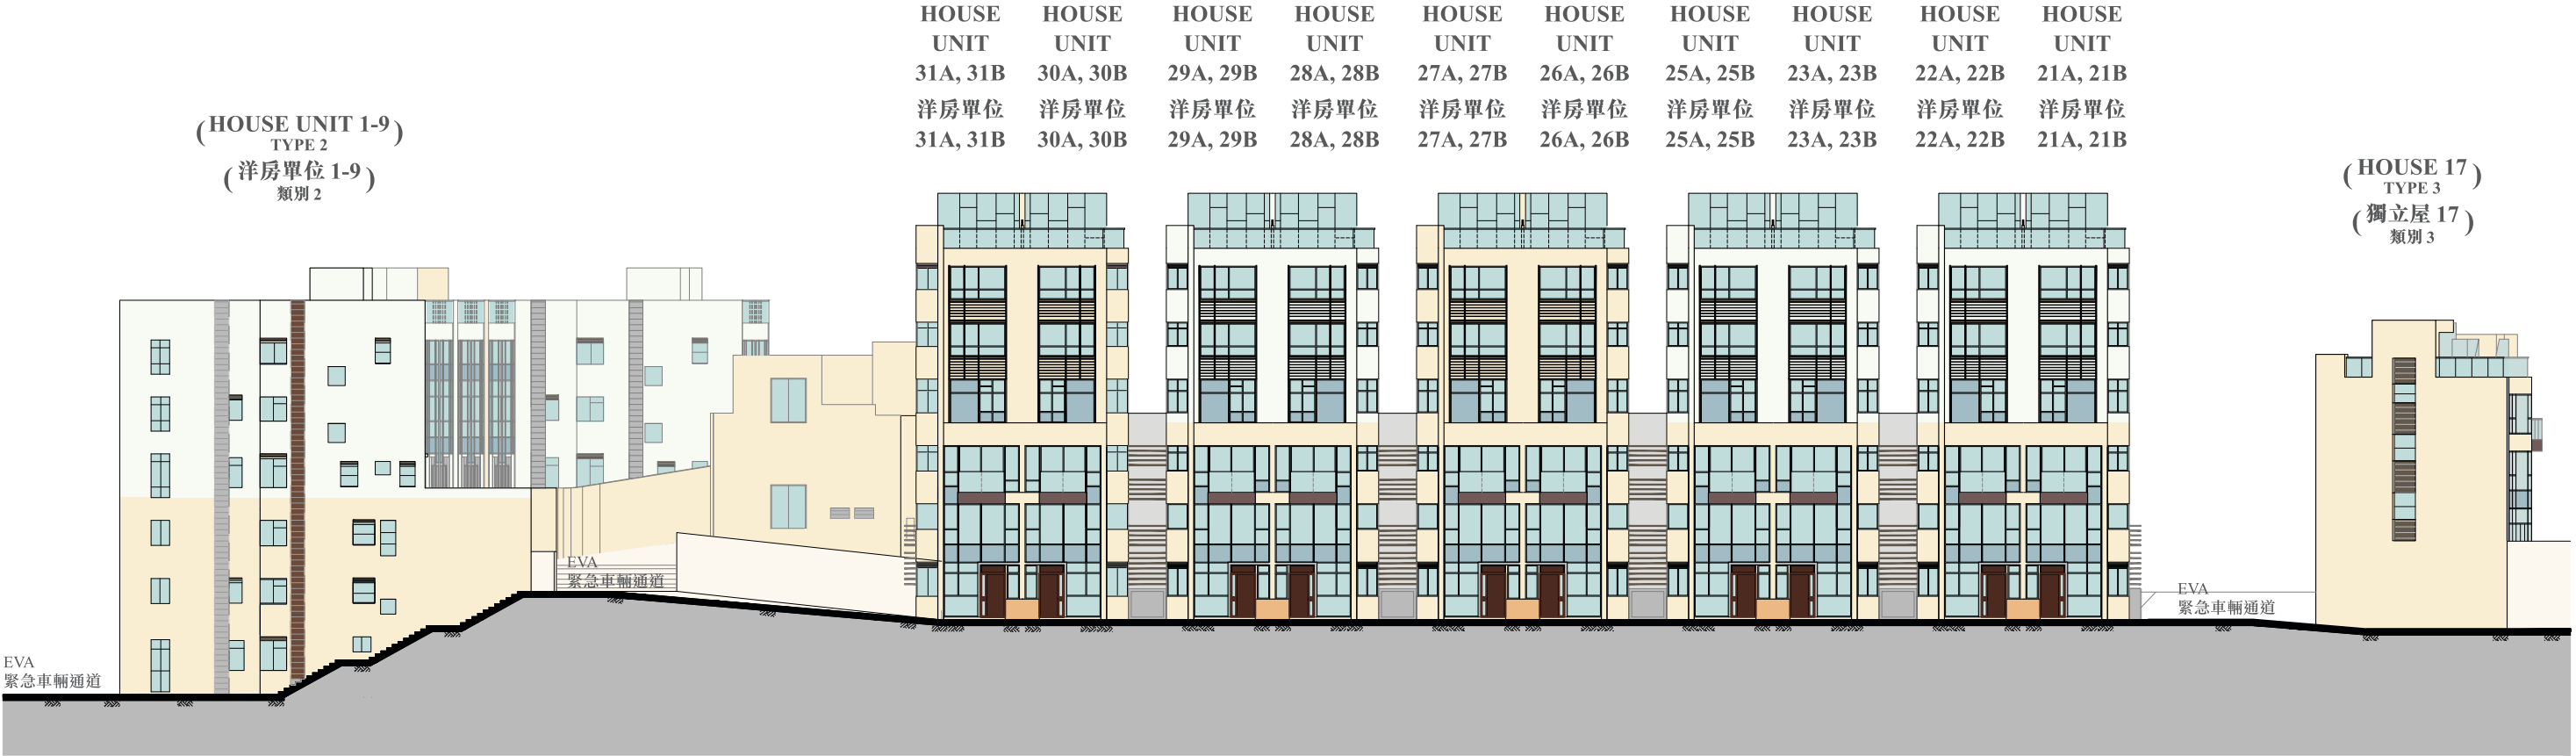 HOUSE
UNIT
31A, 31B
洋房單位
31A, 31B
HOUSE
UNIT
30A, 30B
洋房單位
30A, 30B
HOUSE
UNIT
29A, 29B
洋房單位
29A, 29B
HOUSE
UNIT
28A, 28B
洋房單位
28A, 28B
HOUSE
UNIT
27A, 27B
洋房單位
27A, 27B
HOUSE
UNIT
26A, 26B
洋房單位
26A, 26B
HOUSE
UNIT
25A, 25B
洋房單位
25A, 25B
HOUSE
UNIT
23A, 23B
洋房單位
23A, 23B
HOUSE
UNIT
22A, 22B
洋房單位
22A, 22B
HOUSE
UNIT
21A, 21B
洋房單位
21A, 21B
(HOUSE UNIT 1-9)
TYPE 2
(洋房單位 1-9)
類別 2
(HOUSE 17)
TYPE 3
(獨立屋 17)
類別 3
EVA
緊急車輛通道
EVA
緊急車輛通道
EVA
緊急車輛通道